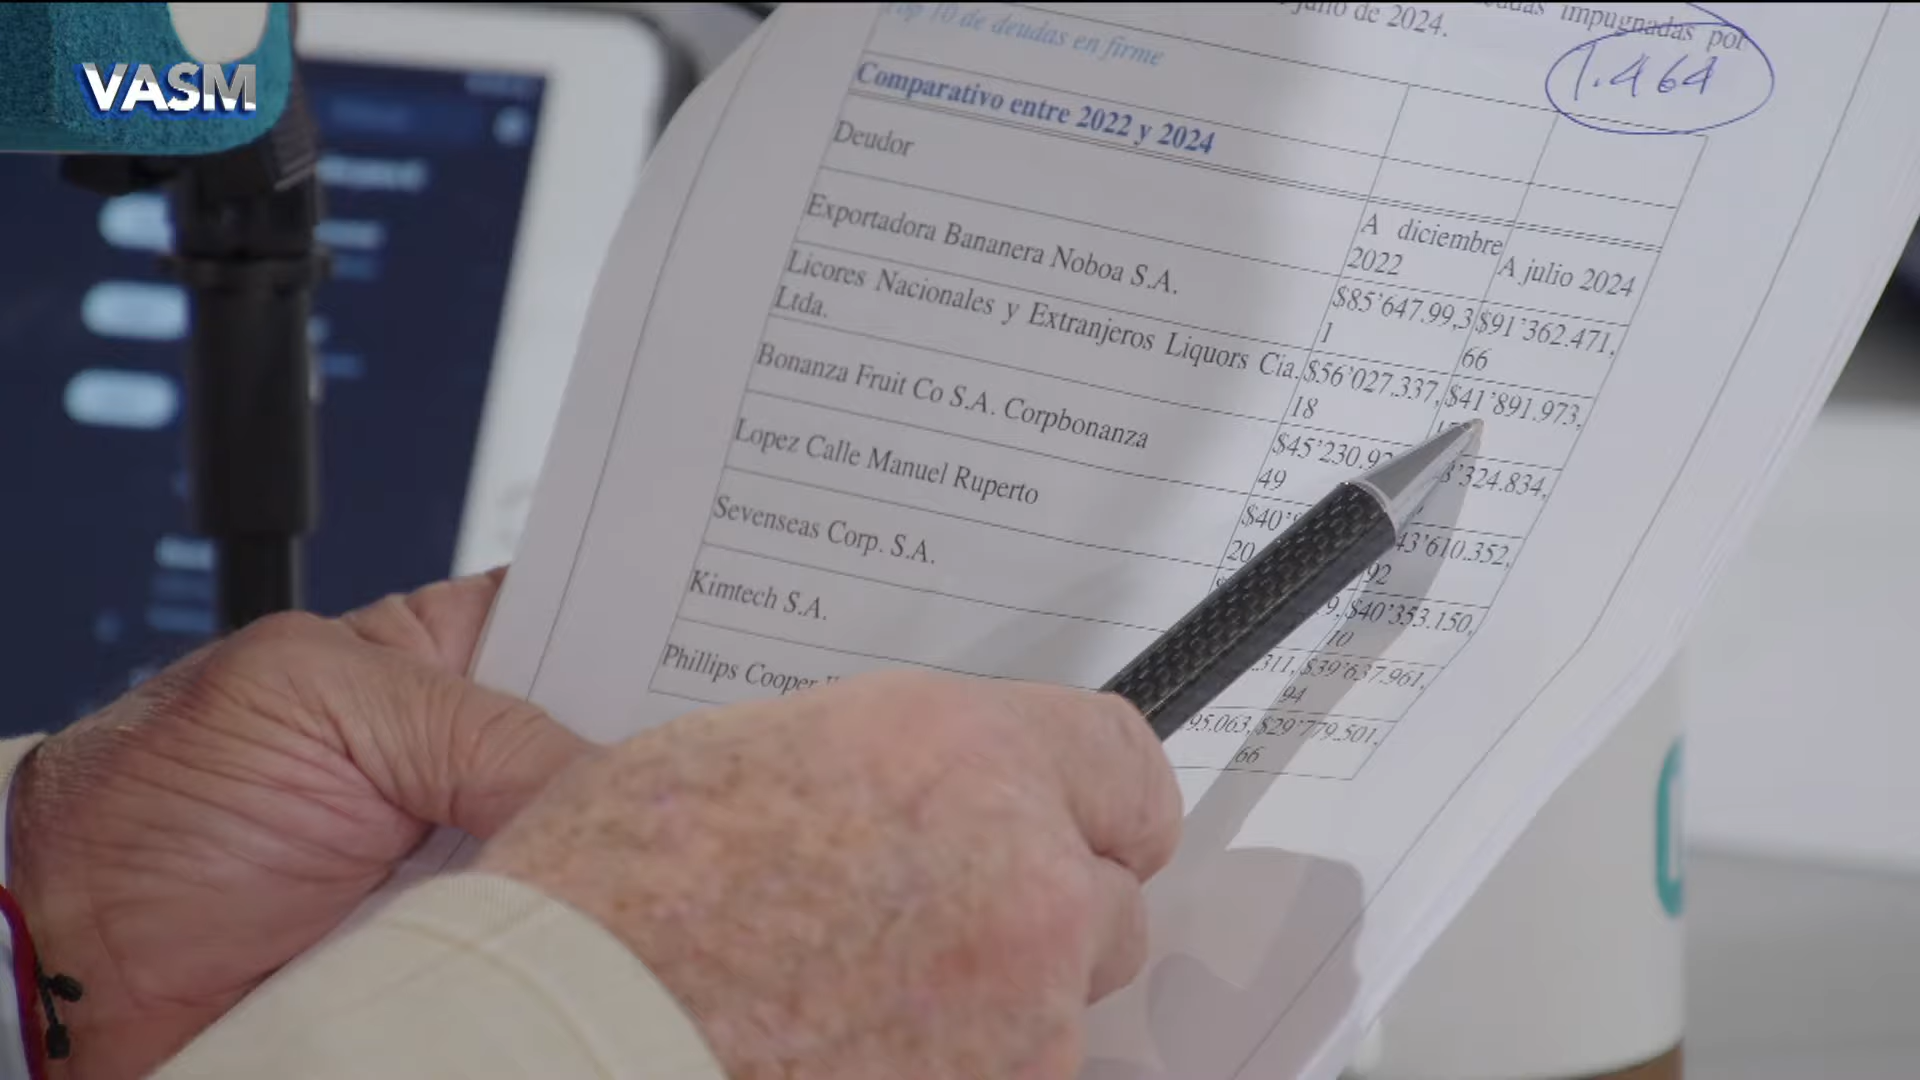 VASM
impugnadas por
julio de 2024.
1.464
Top 10 de deudas en firme
Comparativo entre 2022 y 2024
Deudor
A diciembre 2022
A julio 2024
Exportadora Bananera Noboa S.A.
$85'647.99,3
1
$91'362.471,
66
Licores Nacionales y Extranjeros Liquors Cia.
Ltda.
$56'027.337,
18
$41'891.973,
Bonanza Fruit Co S.A. Corpbonanza
$45'230.9
49
'324.834,
Lopez Calle Manuel Ruperto
$40'
20
43'610.352,
92
Sevenseas Corp. S.A.
9,
$40'353.150,
10
Kimtech S.A.
311,
$39'637.961,
94
Phillips Cooper
95.063,
$29'779.501,
66